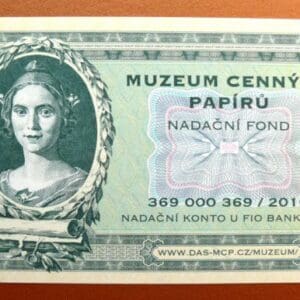 MUZEUM CENNÝ
PAPÍRŮ
NADAČNÍ FOND
369 000 369 / 201
NADAČNÍ KONTO U FIO BANK
WWW.DAS-MCP.CZ/MUZEUM/